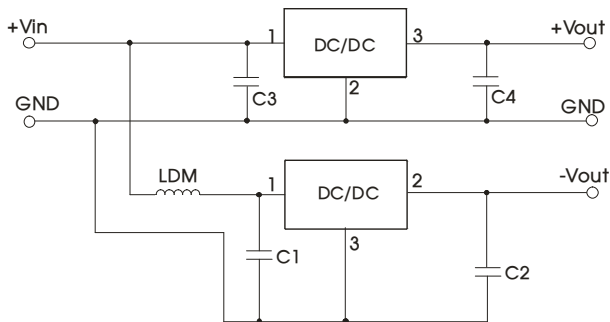 +Vin
1
DC/DC
3
+Vout
2
C3
C4
GND
GND
LDM
1
DC/DC
2
-Vout
3
C1
C2